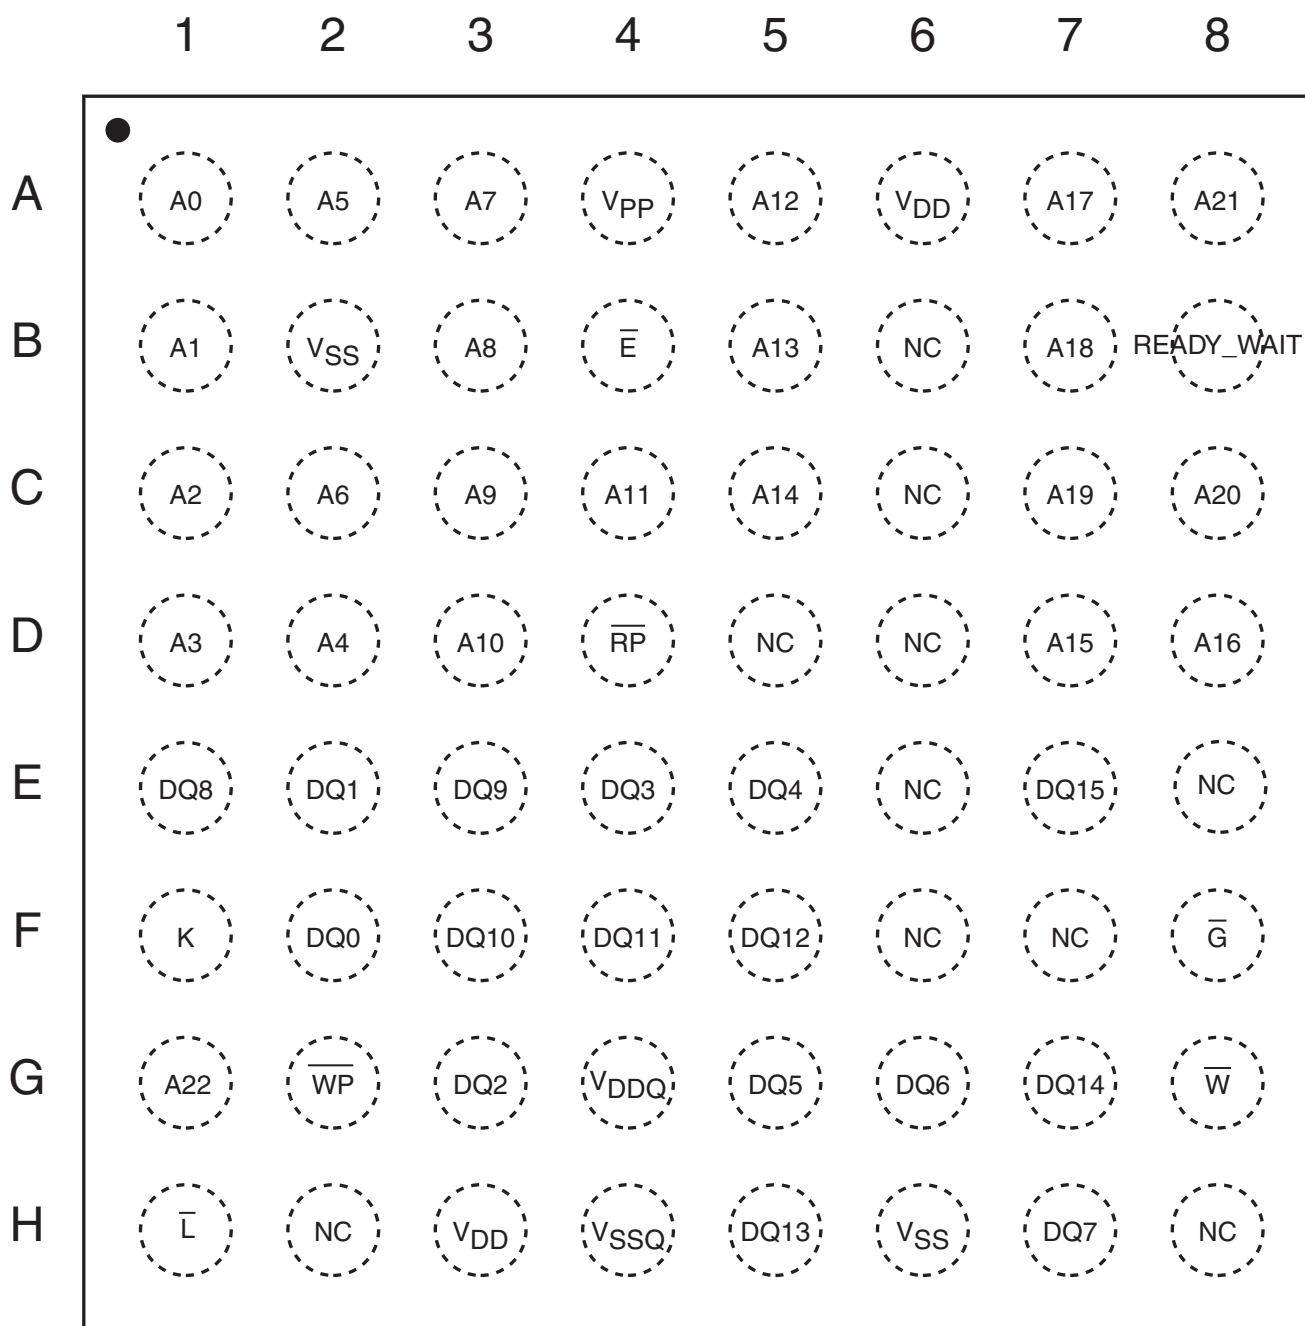 1 2 3 4 5 6 7 8
A A0 A5 A7 VPP A12 VDD A17 A21
B A1 VSS A8 E̅ A13 NC A18 READY_WAIT
C A2 A6 A9 A11 A14 NC A19 A20
D A3 A4 A10 R̅P̅ NC NC A15 A16
E DQ8 DQ1 DQ9 DQ3 DQ4 NC DQ15 NC
F K DQ0 DQ10 DQ11 DQ12 NC NC G̅
G A22 W̅P̅ DQ2 VDDQ DQ5 DQ6 DQ14 W̅
H L̅ NC VDD VSSQ DQ13 VSS DQ7 NC